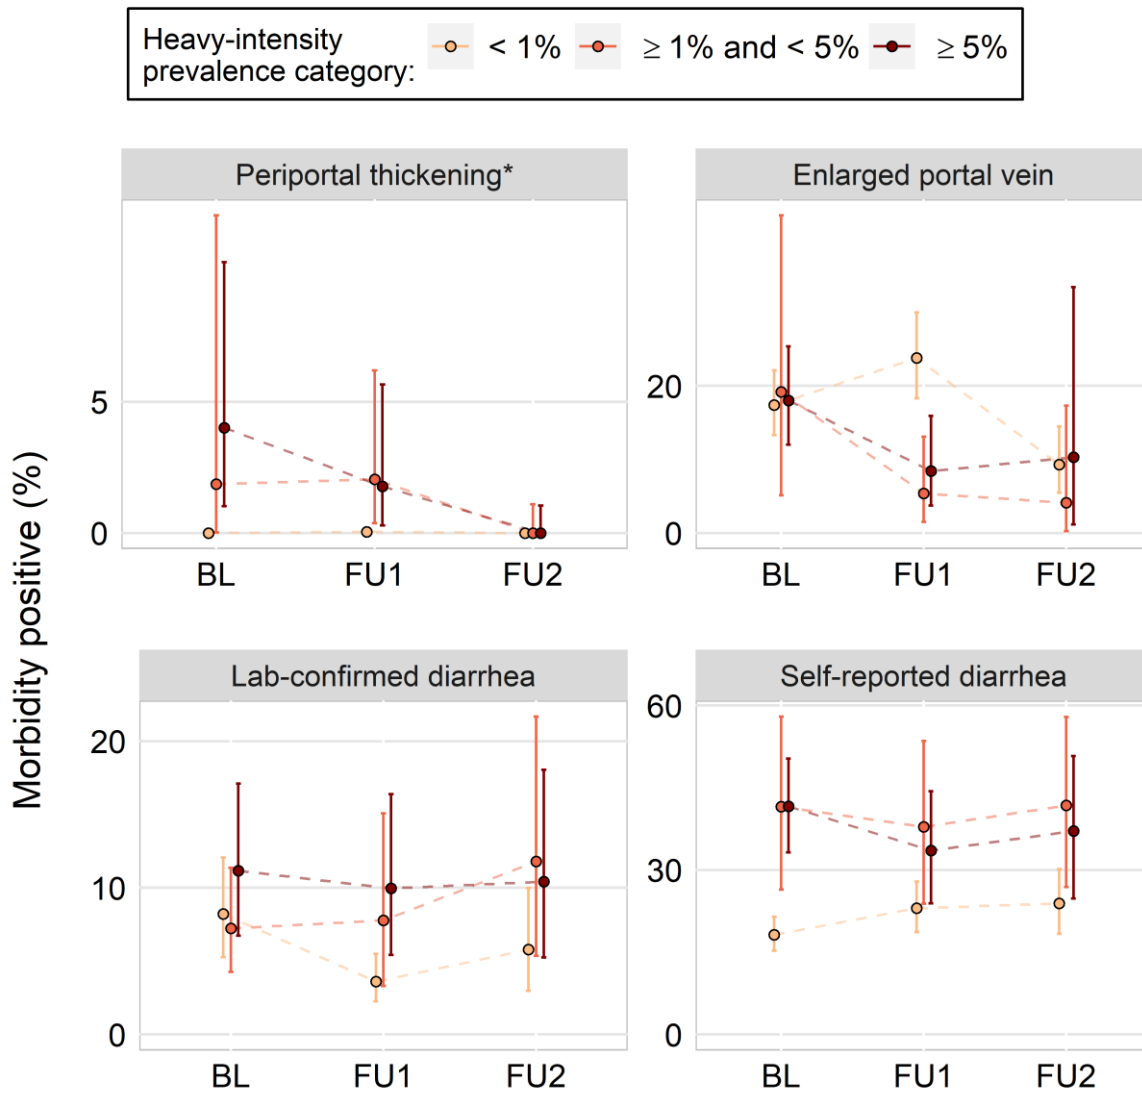 Heavy-intensity
prevalence category:
< 1%
≥ 1% and < 5%
≥ 5%
Morbidity positive (%)
Periportal thickening*
5
0
BL FU1 FU2
Enlarged portal vein
20
0
BL FU1 FU2
Lab-confirmed diarrhea
20
10
0
BL FU1 FU2
Self-reported diarrhea
60
30
0
BL FU1 FU2